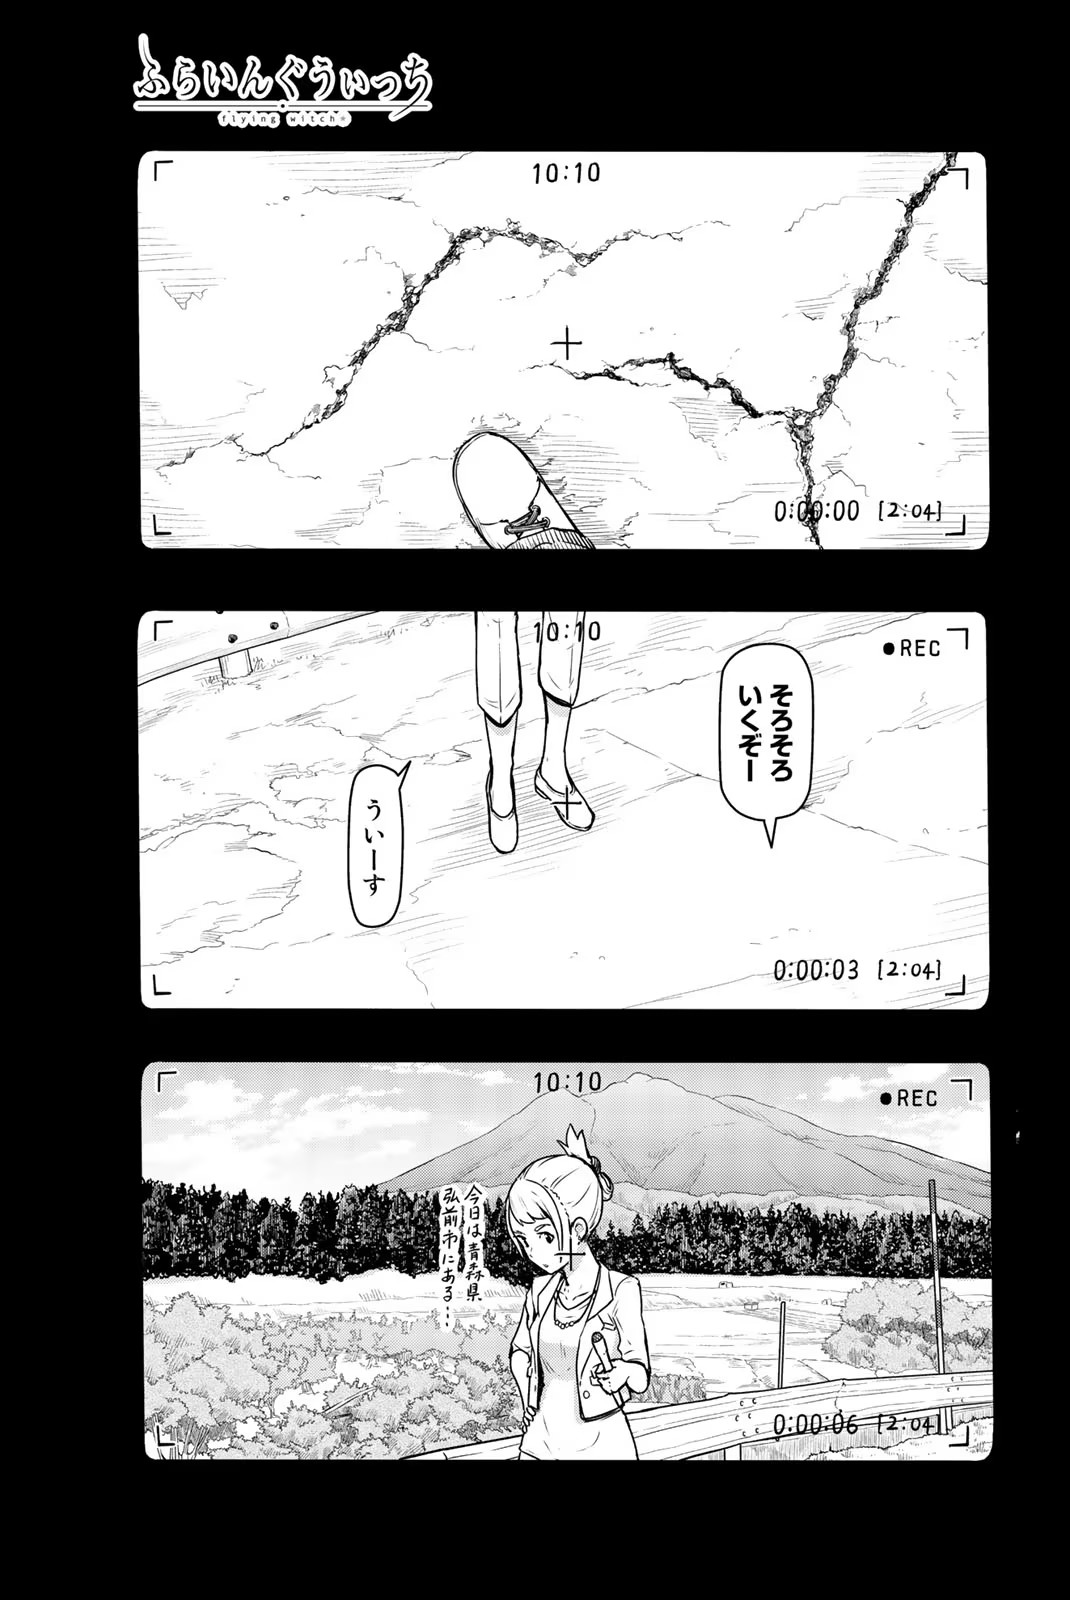 ふらいんぐうぃっち
flying witch
10:10
0:00:00 [2:04]
10:10
●REC
そろそろ
いくぞー
ういーす
0:00:03 [2:04]
10:10
●REC
今日は青森県
弘前市にある…
0:00:06 [2:04]